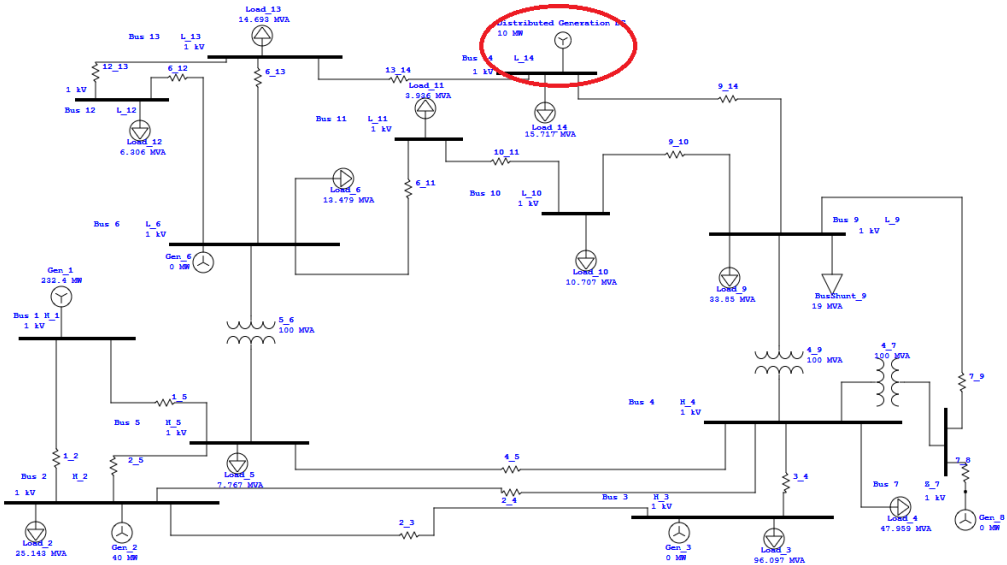 Load_13
14.693 MVA
Bus 13 L_13
1 kV
Distributed Generation
10 MW
L_14
1 kV
12_13
6_12
6_13
13_14
1 kV
Bus 12 L_12
Load_12
6.306 MVA
Load_11
3.936 MVA
Bus 11 L_11
1 kV
Load_14
15.717 MVA
9_14
10_11
9_10
6_11
Load_6
13.479 MVA
Bus 10 L_10
1 kV
Bus 6 L_6
1 kV
Bus 9 L_9
1 kV
Gen_6
0 MW
Load_10
10.707 MVA
Load_9
33.85 MVA
BusShunt_9
19 MVA
Gen_1
232.4 MW
Bus 1 H_1
1 kV
5_6
100 MVA
4_9
100 MVA
4_7
100 MVA
7_9
1_5
Bus 5 H_5
1 kV
Bus 4 H_4
1 kV
1_2
2_5
Load_5
7.767 MVA
4_5
3_4
7_8
Bus 2 H_2
1 kV
2_4
Bus 3 H_3
1 kV
Bus 7 Z_7
1 kV
2_3
Load_2
25.143 MVA
Gen_2
40 MW
Gen_3
0 MW
Load_3
96.097 MVA
Load_4
47.959 MVA
Gen_8
0 MW